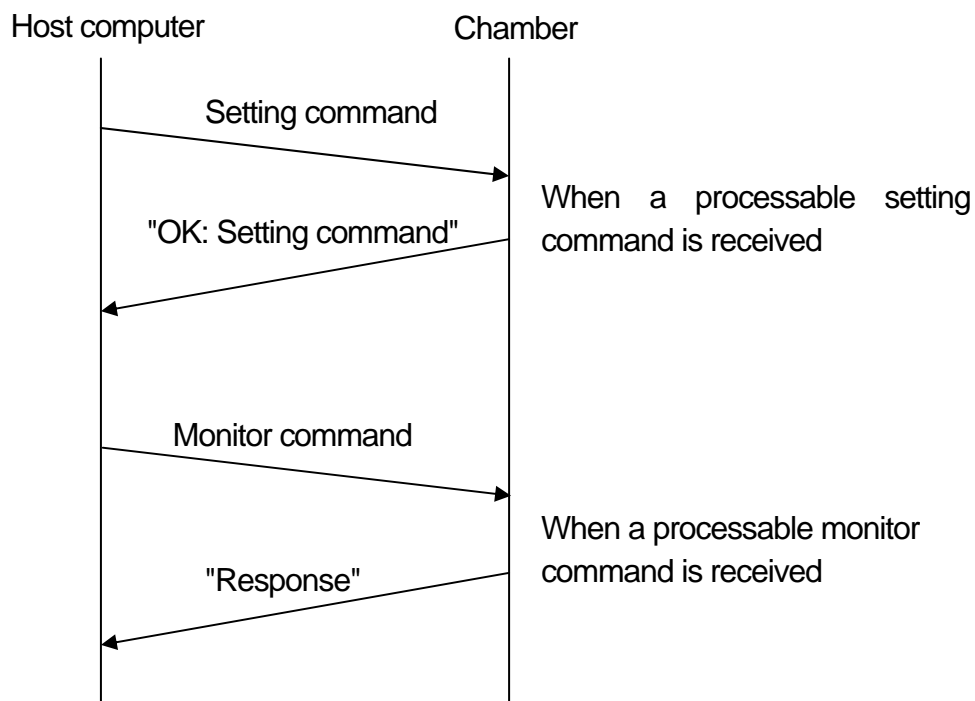 Host computer
Chamber
Setting command
When a processable setting
command is received
"OK: Setting command"
Monitor command
When a processable monitor
command is received
"Response"